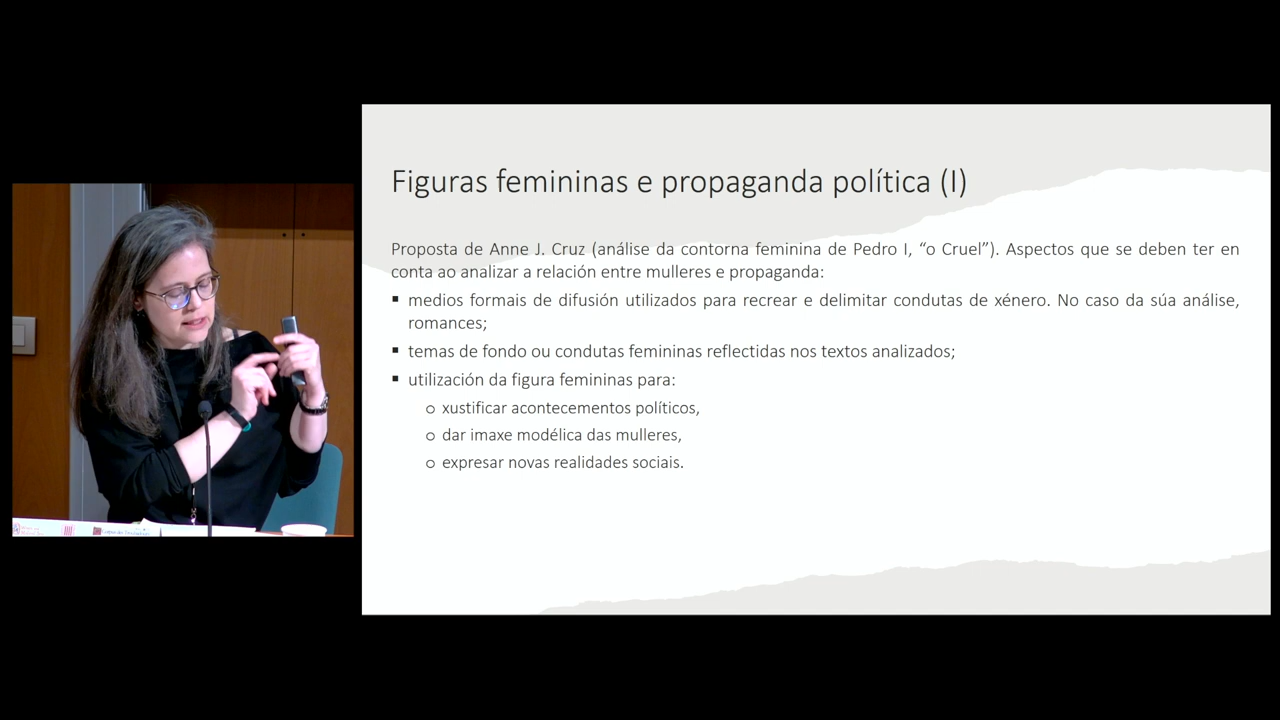 Figuras femininas e propaganda política (I)
Proposta de Anne J. Cruz (análise da contorna feminina de Pedro I, “o Cruel”). Aspectos que se deben ter en
conta ao analizar a relación entre mulleres e propaganda:
▪ medios formais de difusión utilizados para recrear e delimitar condutas de xénero. No caso da súa análise,
romances;
▪ temas de fondo ou condutas femininas reflectidas nos textos analizados;
▪ utilización da figura femininas para:
o xustificar acontecementos políticos,
o dar imaxe modélica das mulleres,
o expresar novas realidades sociais.